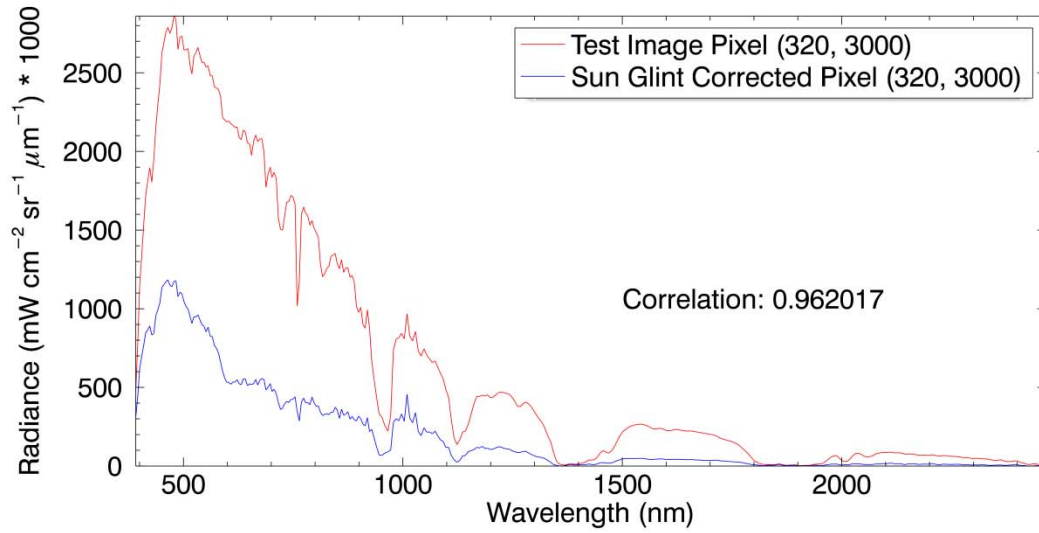 Radiance (mW cm⁻² sr⁻¹ μm⁻¹) * 1000
2500
2000
1500
1000
500
0
Test Image Pixel (320, 3000)
Sun Glint Corrected Pixel (320, 3000)
Correlation: 0.962017
500
1000
1500
2000
Wavelength (nm)